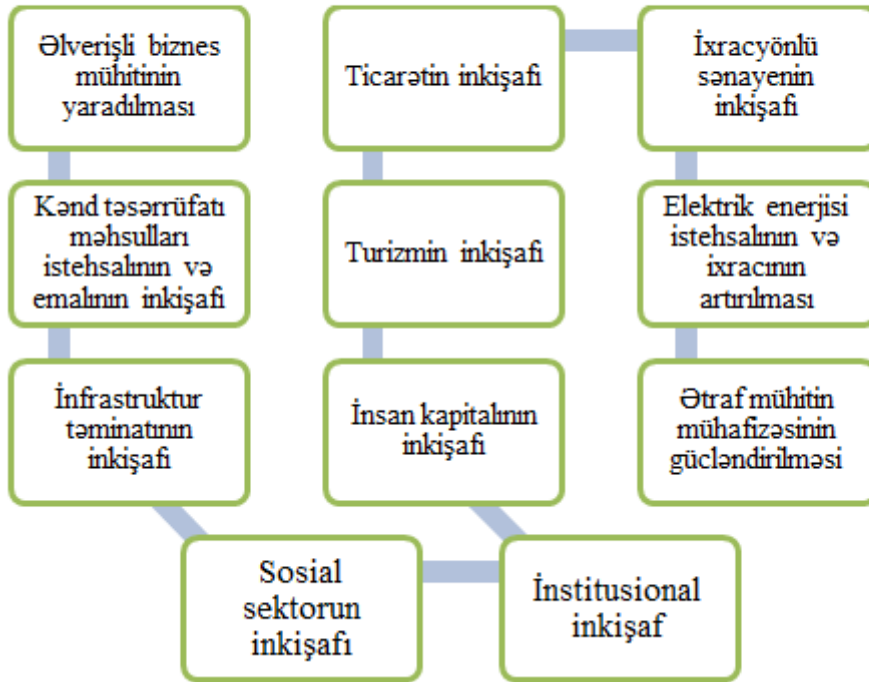 Əlverişli biznes
mühitinin
yaradılması
Kənd təsərrüfatı
məhsulları
istehsalının və
emalının inkişafı
İnfrastruktur
təminatının
inkişafı
Sosial
sektorun
inkişafı
İnstitusional
inkişaf
İnsan kapitalının
inkişafı
Turizmin inkişafı
Ticarətin inkişafı
İxracyönlü
sənayenin
inkişafı
Elektrik enerjisi
istehsalının və
ixracının
artırılması
Ətraf mühitin
mühafizəsinin
gücləndirilməsi